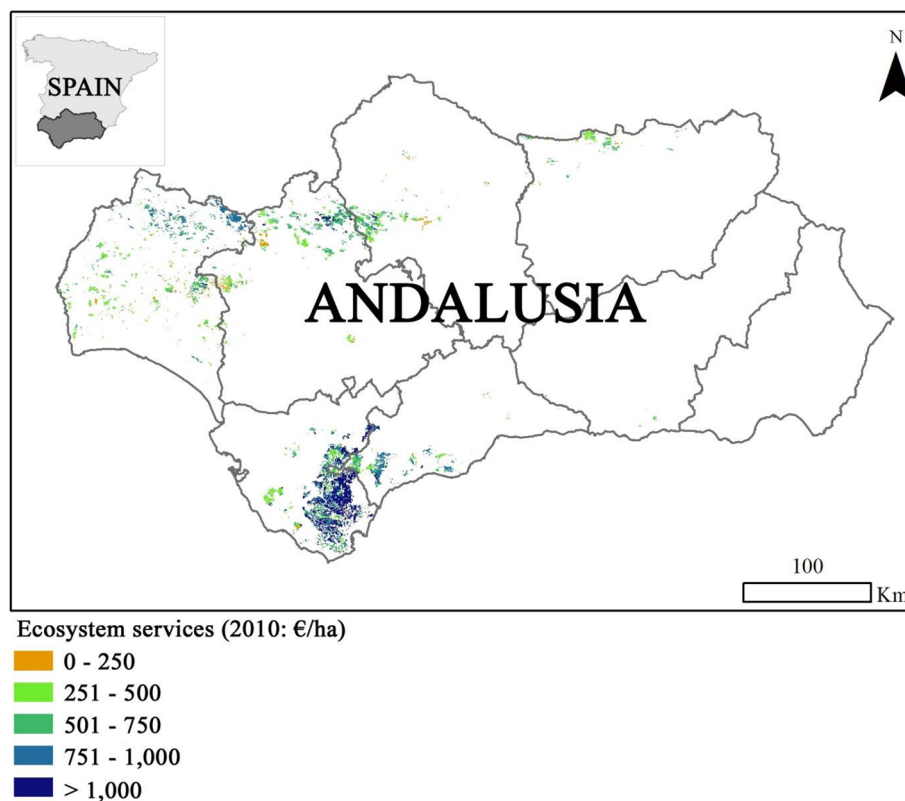 SPAIN
N
ANDALUSIA
100
Km
Ecosystem services (2010: €/ha)
0 - 250
251 - 500
501 - 750
751 - 1,000
> 1,000